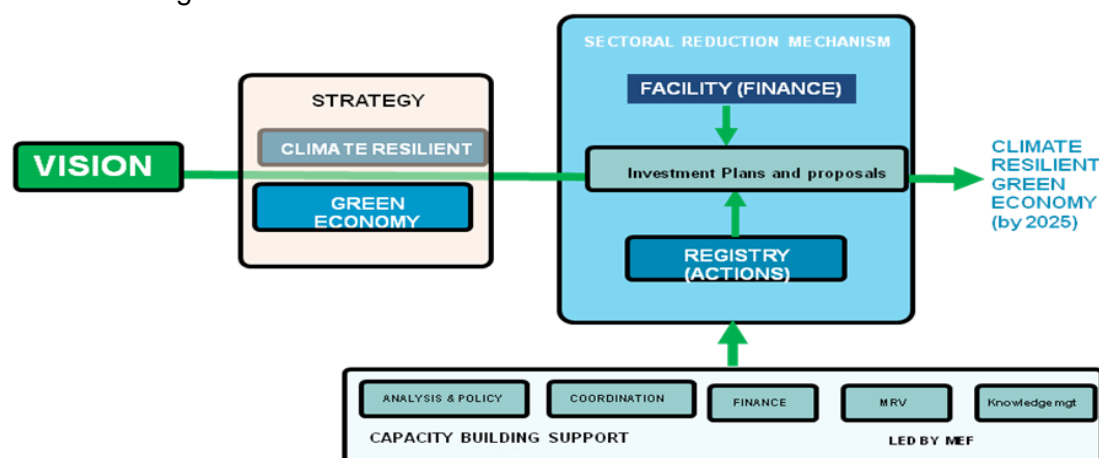 SECTORAL REDUCTION MECHANISM
FACILITY (FINANCE)
STRATEGY
CLIMATE RESILIENT
VISION
Investment Plans and proposals
CLIMATE
RESILIENT
GREEN
ECONOMY
(by 2025)
GREEN
ECONOMY
REGISTRY
(ACTIONS)
ANALYSIS & POLICY
COORDINATION
FINANCE
MRV
Knowledge mgt
CAPACITY BUILDING SUPPORT
LED BY MEF